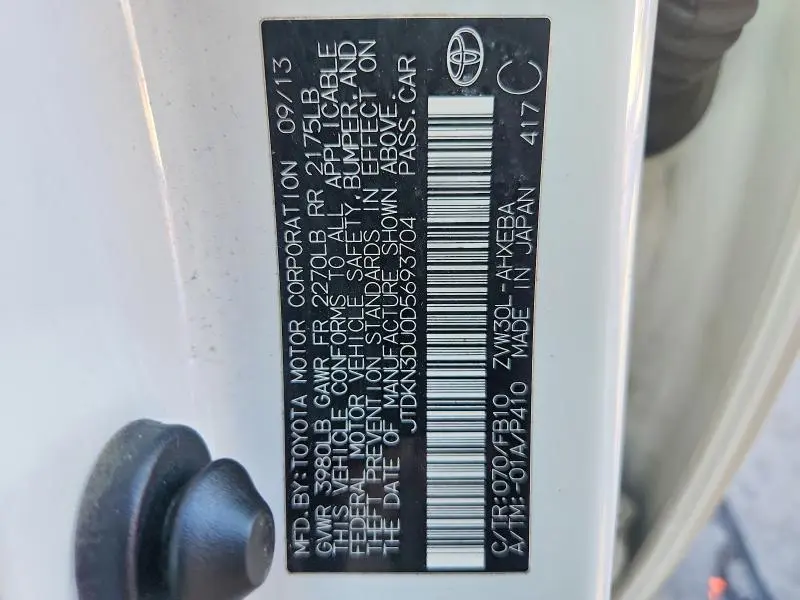 MFD.BY:TOYOTA MOTOR CORPORATION 09/13
GVWR 3980LB GAWR FR 2270LB RR 2175LB
THIS VEHICLE CONFORMS TO ALL APPLICABLE
FEDERAL MOTOR VEHICLE SAFETY,BUMPER,AND
THEFT PREVENTION STANDARDS IN EFFECT ON
THE DATE OF MANUFACTURE SHOWN ABOVE.
JTDKN3DU0D5693704 PASS.CAR
C/TR:070/FB10 ZVW30L-AHXEBA 417 C
A/TM:-01A/P410 MADE IN JAPAN